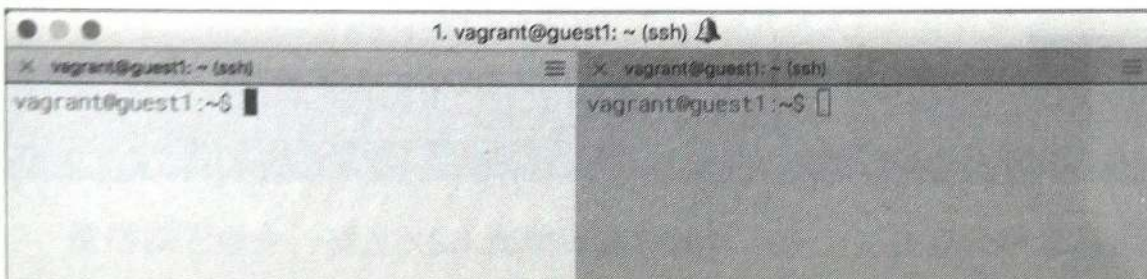 1. vagrant@guest1: ~ (ssh)
vagrant@guest1: ~ (ssh)
vagrant@guest1: ~ (ssh)
vagrant@guest1:~$
vagrant@guest1:~$